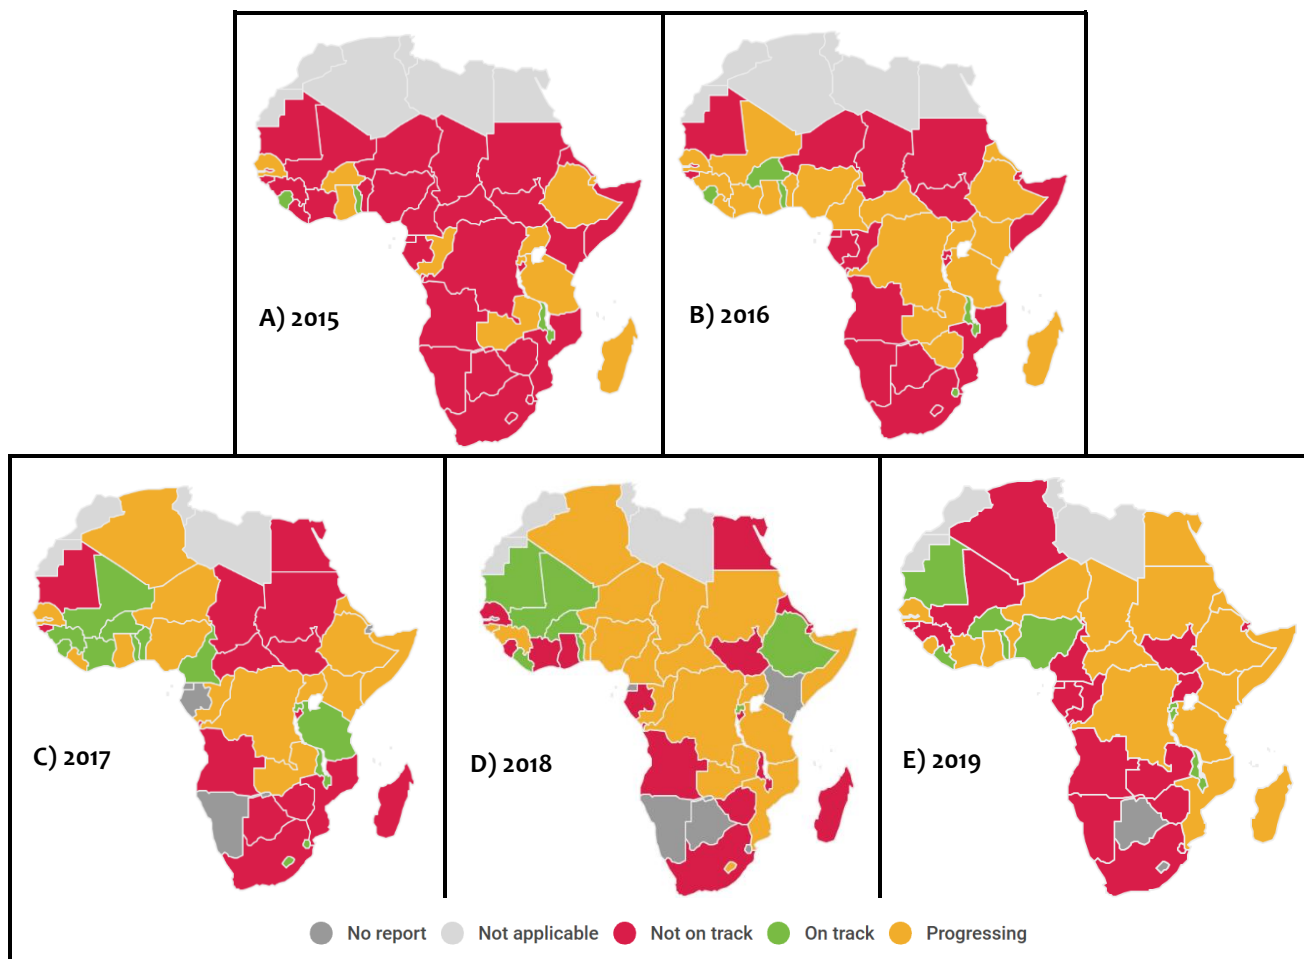 A) 2015
B) 2016
C) 2017
D) 2018
E) 2019
No report Not applicable Not on track On track Progressing